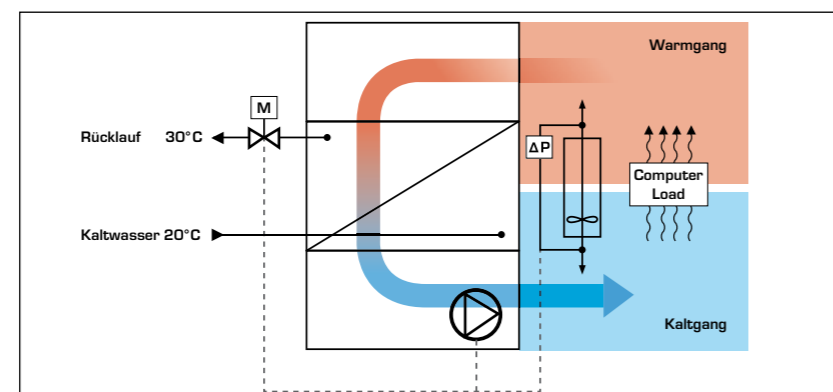 Warmgang
M
Rücklauf 30°C
ΔP
Computer
Load
Kaltwasser 20°C
Kaltgang